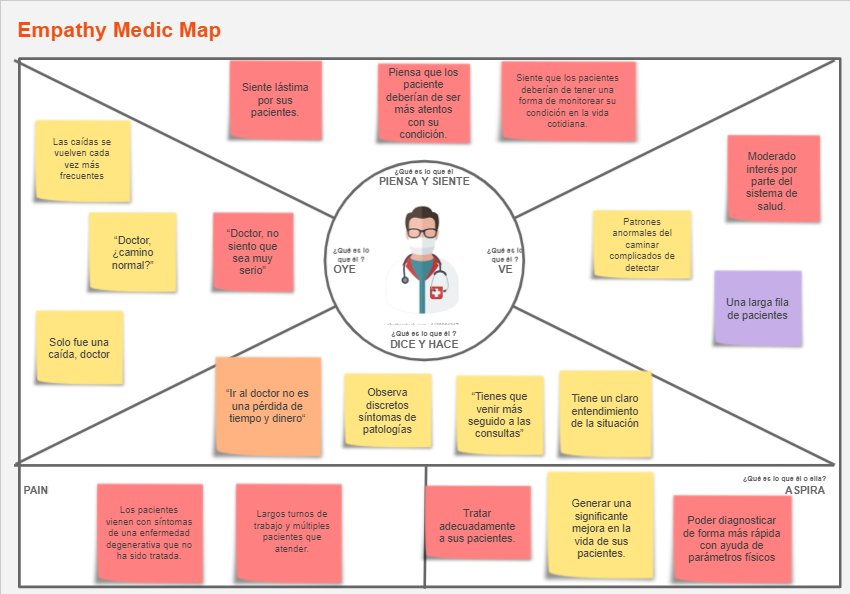 Empathy Medic Map
Siente lástima
por sus
pacientes.
Piensa que los
paciente
deberían de ser
más atentos
con su
condición.
Siente que los pacientes
deberían de tener una
forma de monitorear su
condición en la vida
cotidiana.
Las caídas se
vuelven cada
vez más
frecuentes
“Doctor,
¿camino
normal?”
“Doctor, no
siento que
sea muy
serio”
Solo fue una
caída, doctor
¿Qué es lo que él
PIENSA Y SIENTE
¿Qué es lo
que él ?
OYE
¿Qué es lo
que él ?
VE
¿Qué es lo que él ?
DICE Y HACE
Moderado
interés por
parte del
sistema de
salud.
Patrones
anormales del
caminar
complicados de
detectar
Una larga fila
de pacientes
“Ir al doctor no es
una pérdida de
tiempo y dinero“
Observa
discretos
síntomas de
patologías
“Tienes que
venir más
seguido a las
consultas”
Tiene un claro
entendimiento
de la situación
PAIN
Los pacientes
vienen con síntomas
de una enfermedad
degenerativa que no
ha sido tratada.
Largos turnos de
trabajo y múltiples
pacientes que
atender.
¿Qué es lo que él o ella?
ASPIRA
Tratar
adecuadamente
a sus pacientes.
Generar una
significante
mejora en la
vida de sus
pacientes.
Poder diagnosticar
de forma más rápida
con ayuda de
parámetros físicos